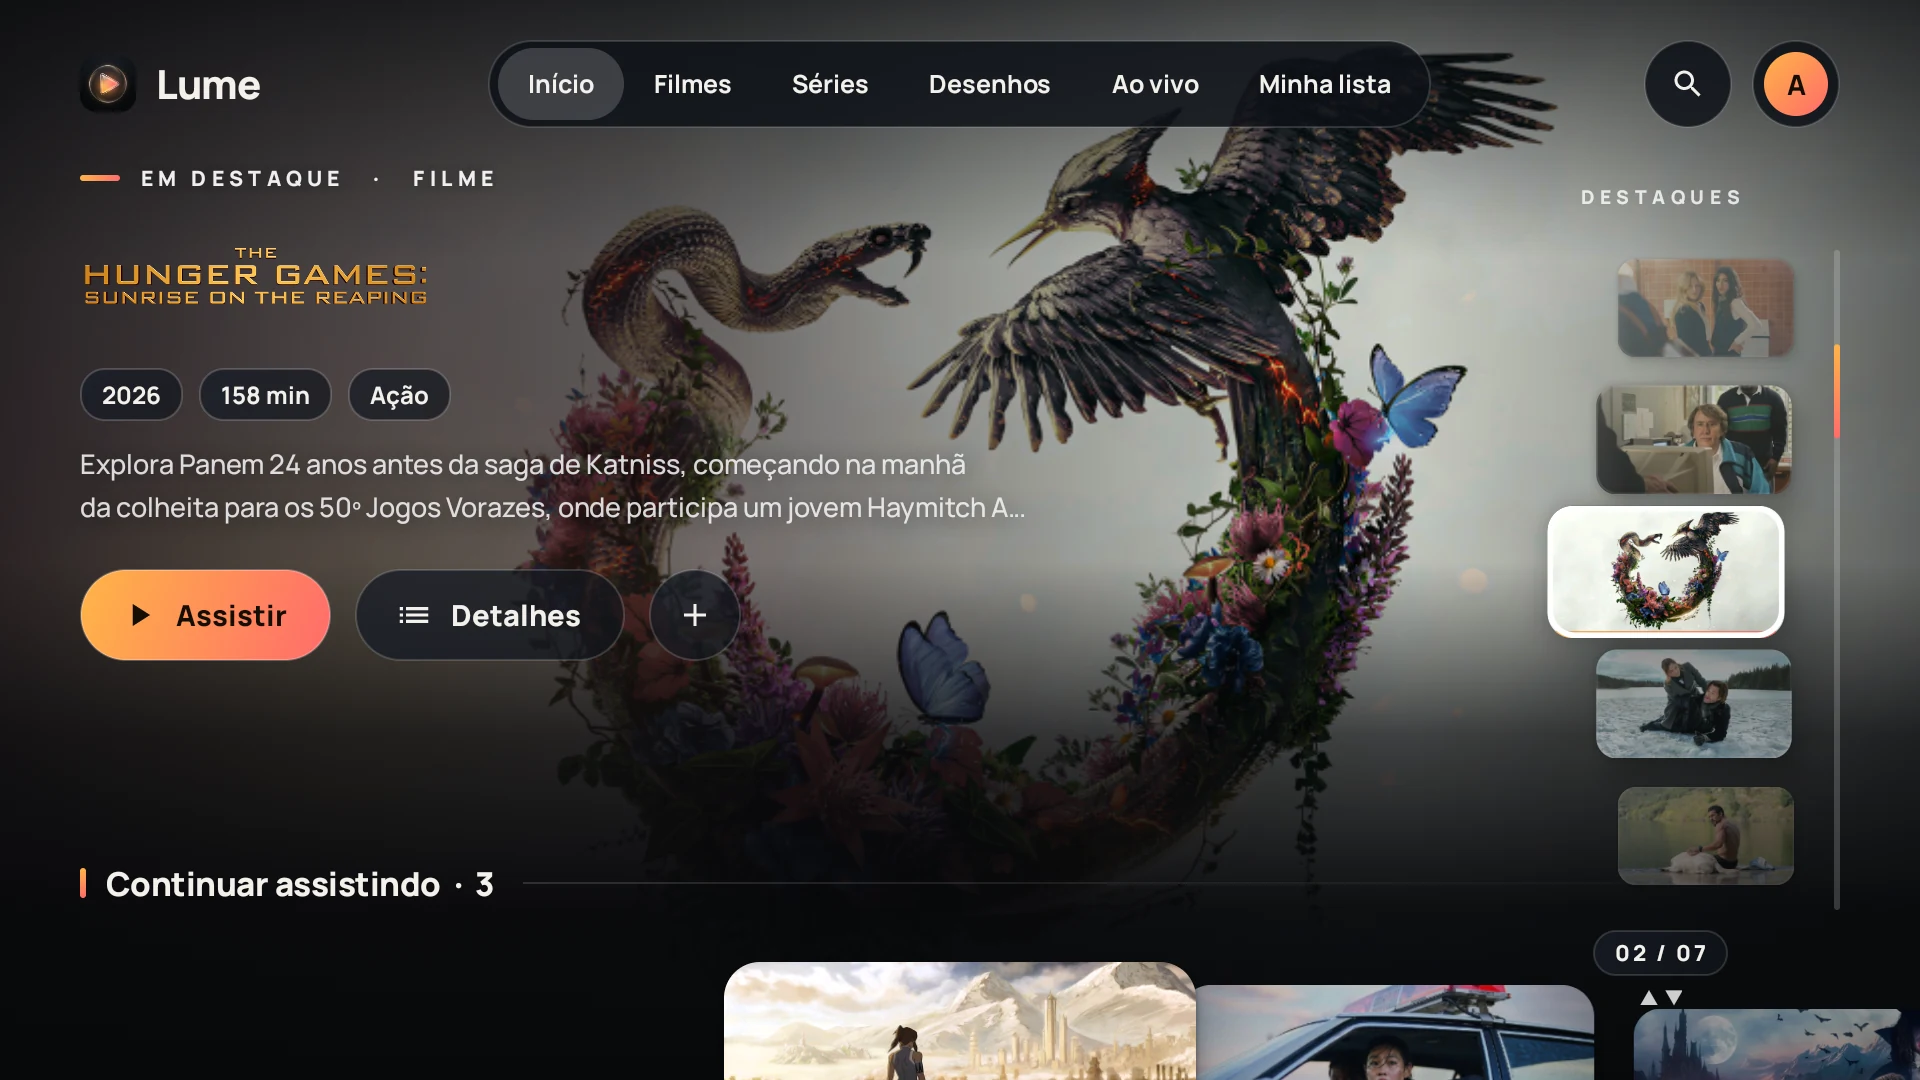 Lume
Início
Filmes
Séries
Desenhos
Ao vivo
Minha lista
A
EM DESTAQUE · FILME
DESTAQUES
THE
HUNGER GAMES:
SUNRISE ON THE REAPING
2026
158 min
Ação
Explora Panem 24 anos antes da saga de Katniss, começando na manhã
da colheita para os 50º Jogos Vorazes, onde participa um jovem Haymitch A...
Assistir
Detalhes
Continuar assistindo · 3
02 / 07